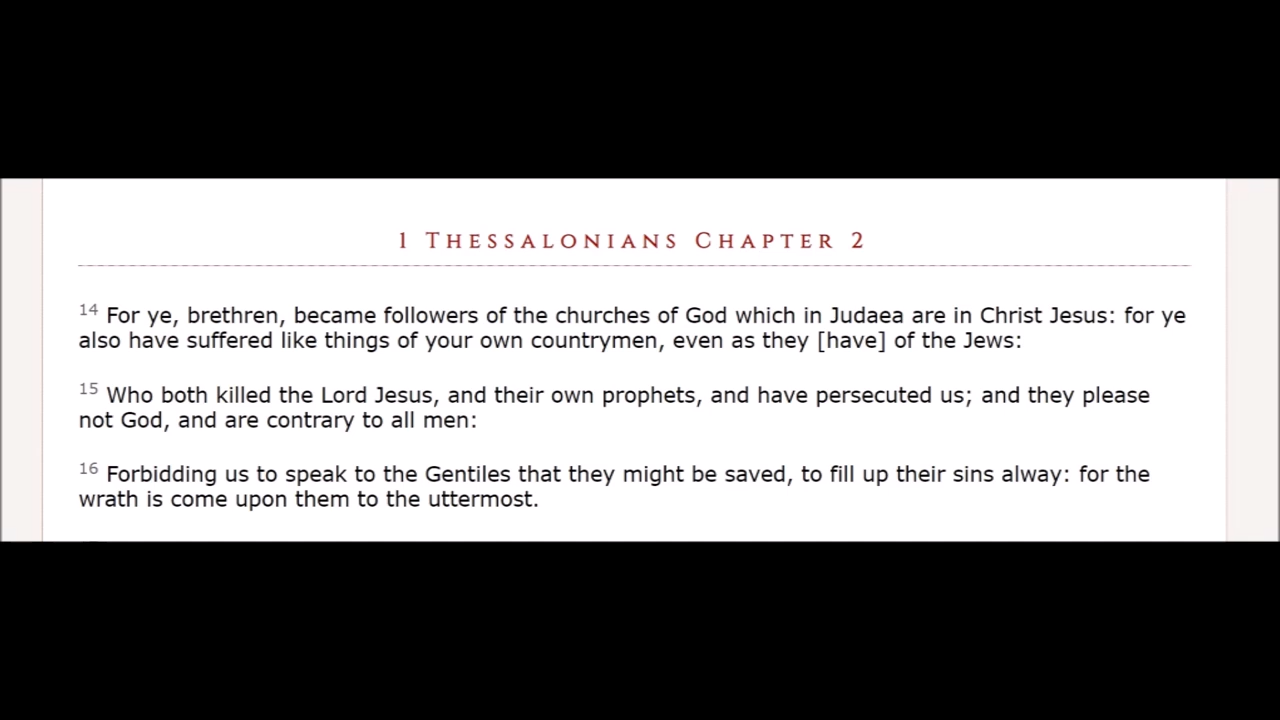 1 Thessalonians Chapter 2
14 For ye, brethren, became followers of the churches of God which in Judaea are in Christ Jesus: for ye
also have suffered like things of your own countrymen, even as they [have] of the Jews:
15 Who both killed the Lord Jesus, and their own prophets, and have persecuted us; and they please
not God, and are contrary to all men:
16 Forbidding us to speak to the Gentiles that they might be saved, to fill up their sins alway: for the
wrath is come upon them to the uttermost.